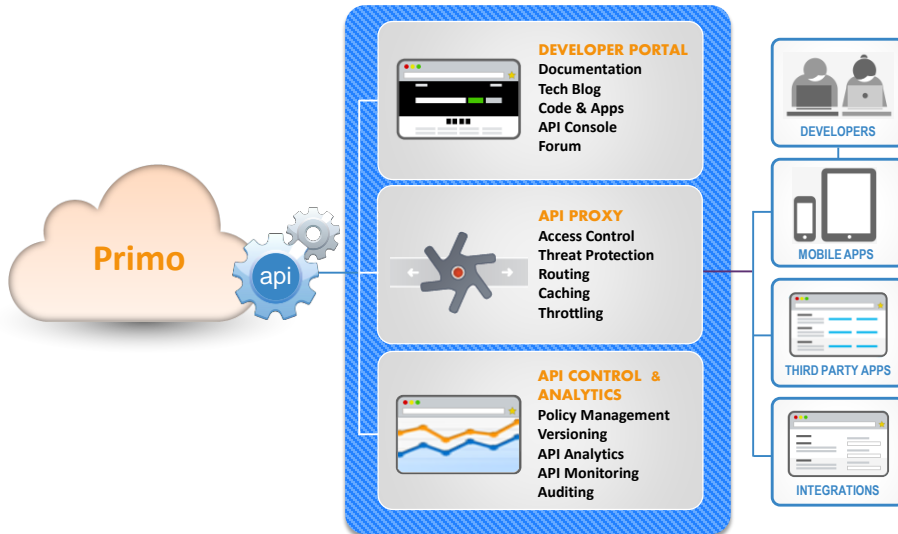 Primo
api
DEVELOPER PORTAL
Documentation
Tech Blog
Code & Apps
API Console
Forum
API PROXY
Access Control
Threat Protection
Routing
Caching
Throttling
API CONTROL &
ANALYTICS
Policy Management
Versioning
API Analytics
API Monitoring
Auditing
DEVELOPERS
MOBILE APPS
THIRD PARTY APPS
INTEGRATIONS